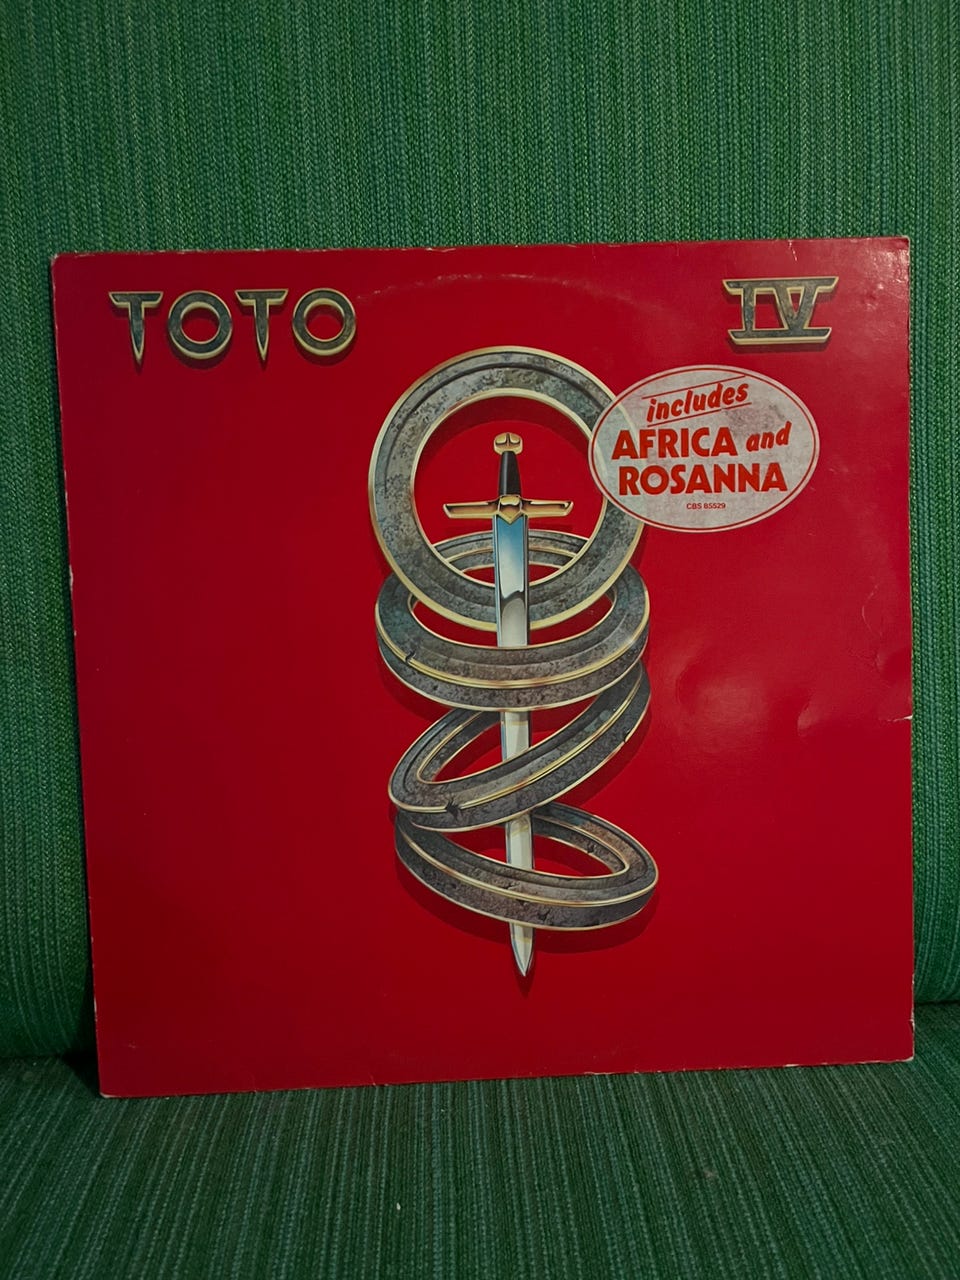 TOTO
IV
includes
AFRICA and
ROSANNA
CBS 85529